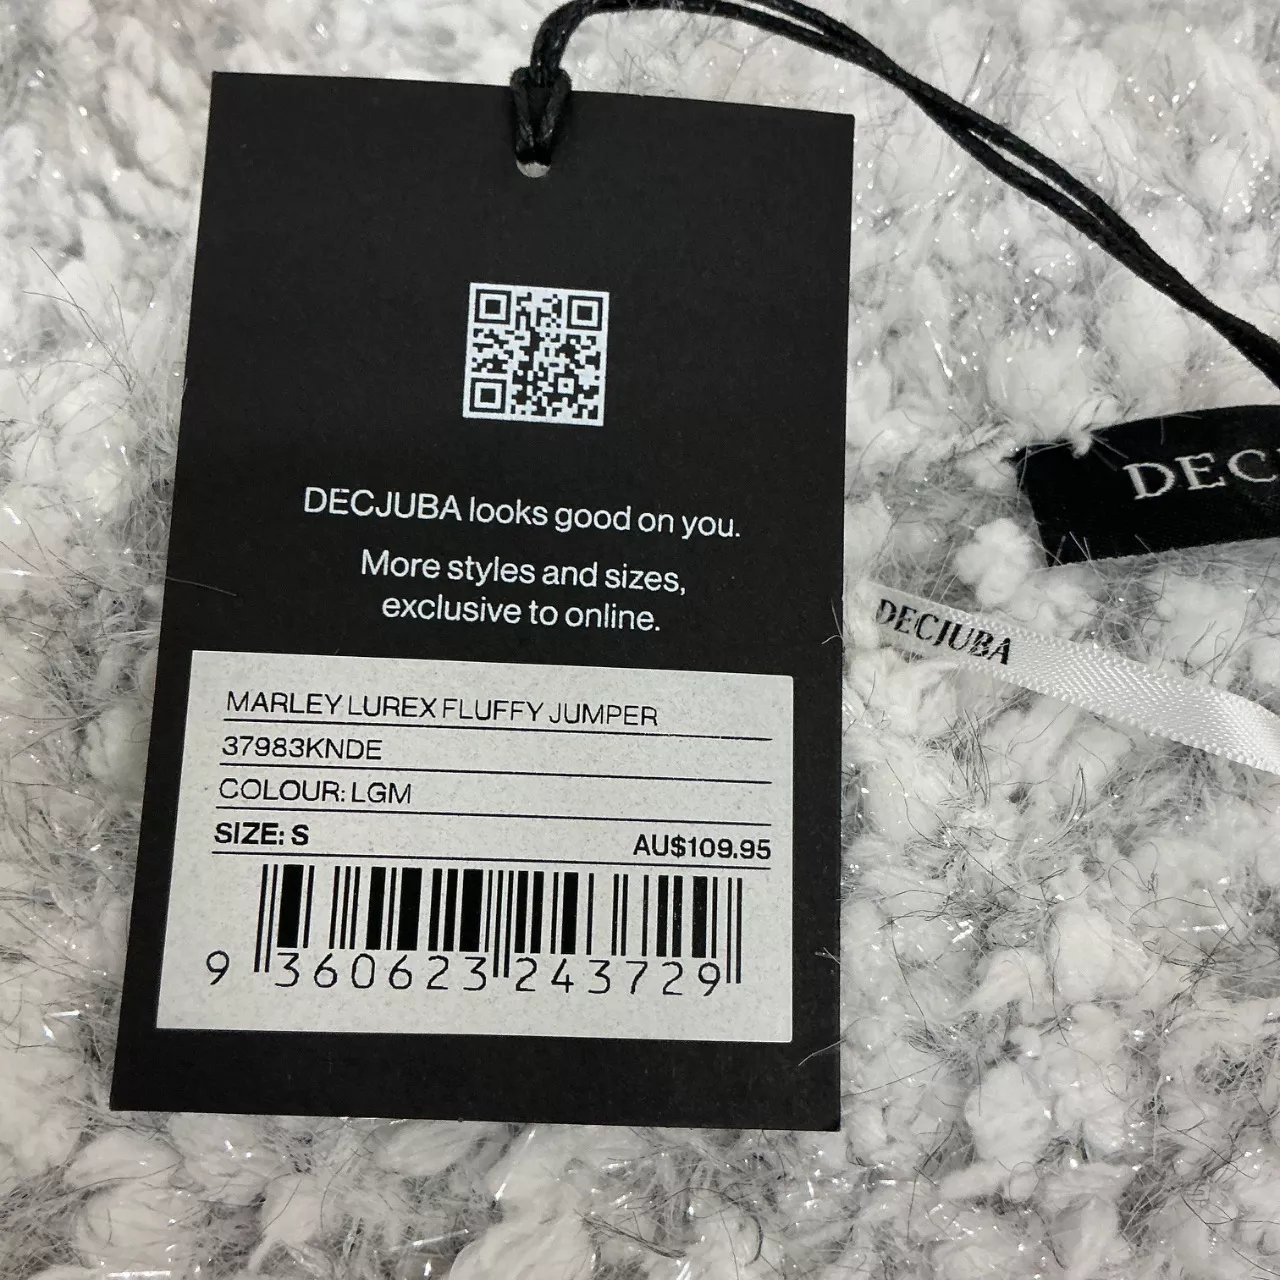 DECJUBA looks good on you.
More styles and sizes,
exclusive to online.
MARLEY LUREX FLUFFY JUMPER
37983KNDE
COLOUR: LGM
SIZE: S AU$109.95
9 360623 243729
DEC
DECJUBA